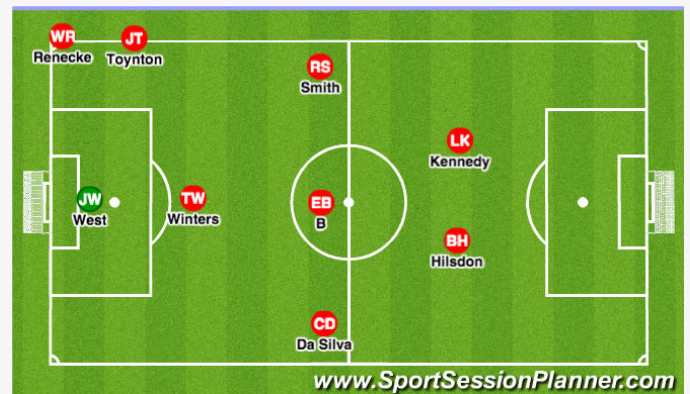 WR
Renecke
JT
Toynton
RS
Smith
LK
Kennedy
JW
West
TW
Winters
EB
B
BH
Hilsdon
CD
Da Silva
www.SportSessionPlanner.com